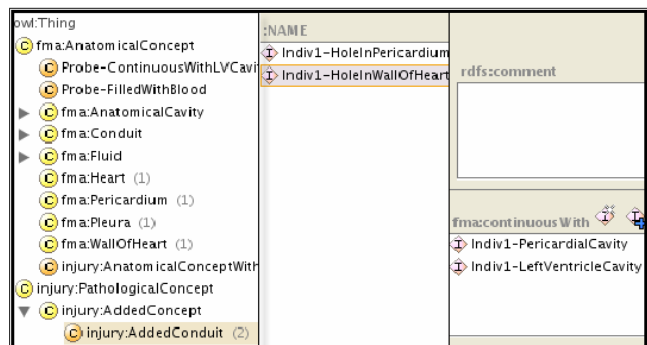 owl:Thing
fma:AnatomicalConcept
Probe-ContinuousWithLVCavi
Probe-FilledWithBlood
fma:AnatomicalCavity
fma:Conduit
fma:Fluid
fma:Heart (1)
fma:Pericardium (1)
fma:Pleura (1)
fma:WallOfHeart (1)
injury:AnatomicalConceptWith
injury:PathologicalConcept
injury:AddedConcept
injury:AddedConduit (2)
:NAME
Indiv1-HoleInPericardium
Indiv1-HoleInWallOfHeart
rdfs:comment
fma:continuousWith
Indiv1-PericardialCavity
Indiv1-LeftVentricleCavity